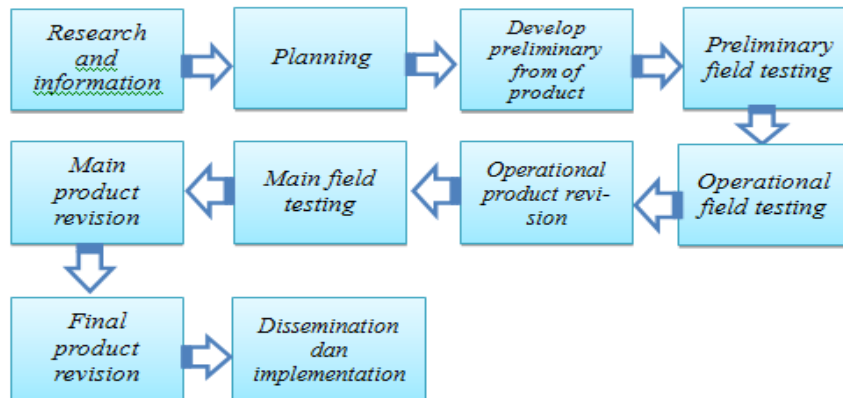 Research
and
information
Planning
Develop
preliminary
from of
product
Preliminary
field testing
Operational
field testing
Operational
product revi-
sion
Main field
testing
Main
product
revision
Final
product
revision
Dissemination
dan
implementation